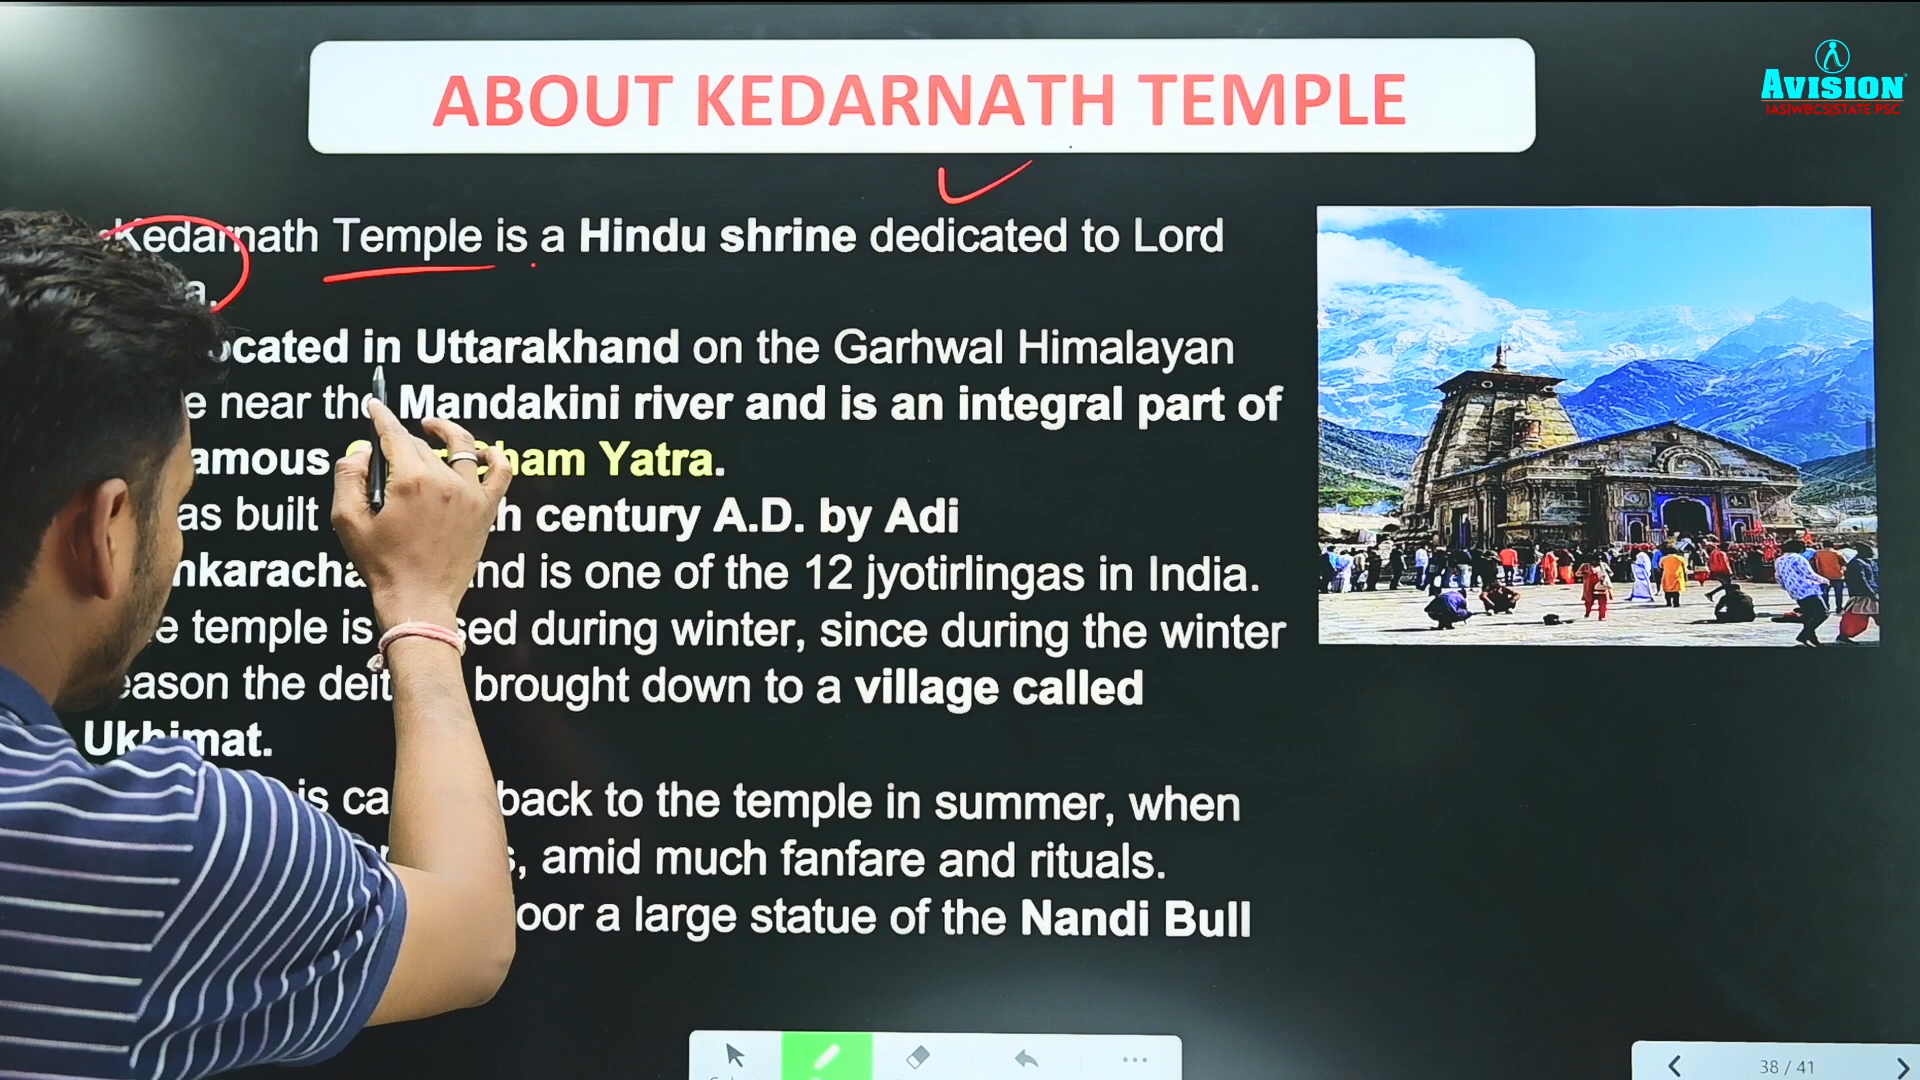 ABOUT KEDARNATH TEMPLE
AVISION
IAS|WBCS|STATE PSC
Kedarnath Temple is a Hindu shrine dedicated to Lord
a.
ocated in Uttarakhand on the Garhwal Himalayan
e near the Mandakini river and is an integral part of
amous Cham Yatra.
as built h century A.D. by Adi
nkaracha nd is one of the 12 jyotirlingas in India.
e temple is sed during winter, since during the winter
eason the deit brought down to a village called
Ukhimat.
is ca back to the temple in summer, when
s, amid much fanfare and rituals.
oor a large statue of the Nandi Bull
38 / 41